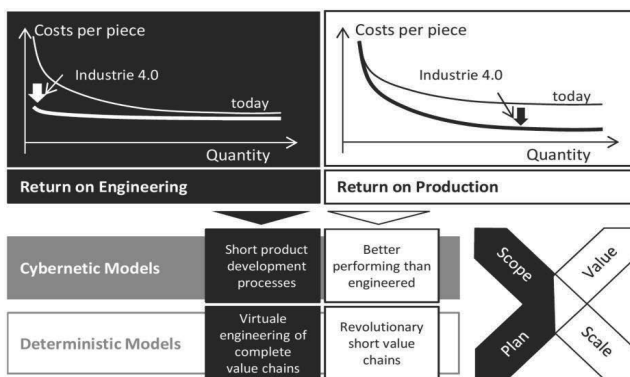 Costs per piece
Industrie 4.0
today
Quantity
Costs per piece
Industrie 4.0
today
Quantity
Return on Engineering
Return on Production
Cybernetic Models
Short product
development
processes
Better
performing than
engineered
Deterministic Models
Virtuale
engineering of
complete
value chains
Revolutionary
short value
chains
Scope
Value
Plan
Scale